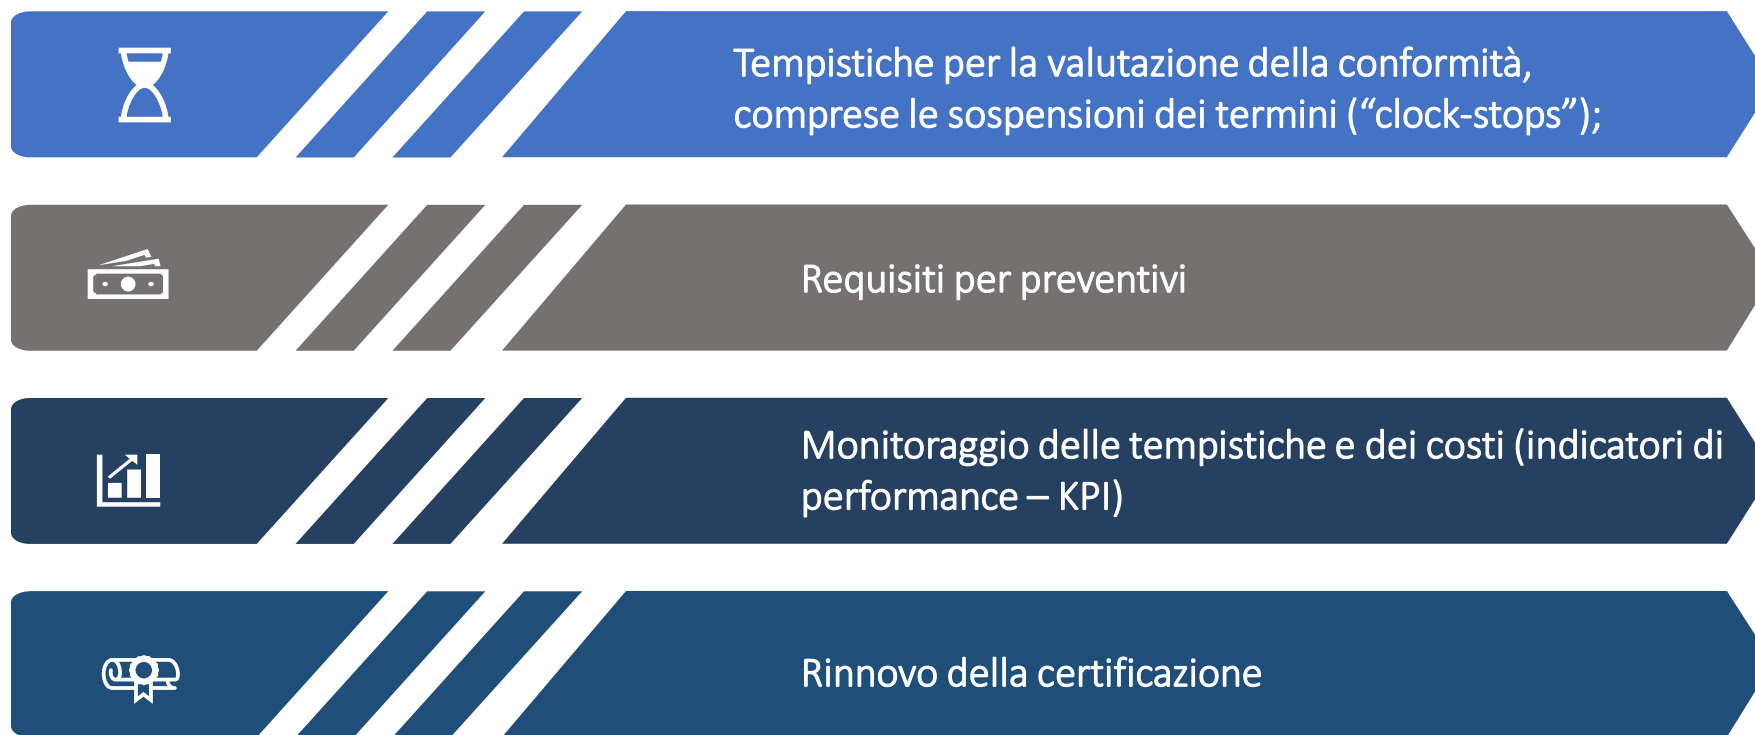 Tempistiche per la valutazione della conformità,
comprese le sospensioni dei termini (“clock-stops”);
Requisiti per preventivi
Monitoraggio delle tempistiche e dei costi (indicatori di
performance – KPI)
Rinnovo della certificazione